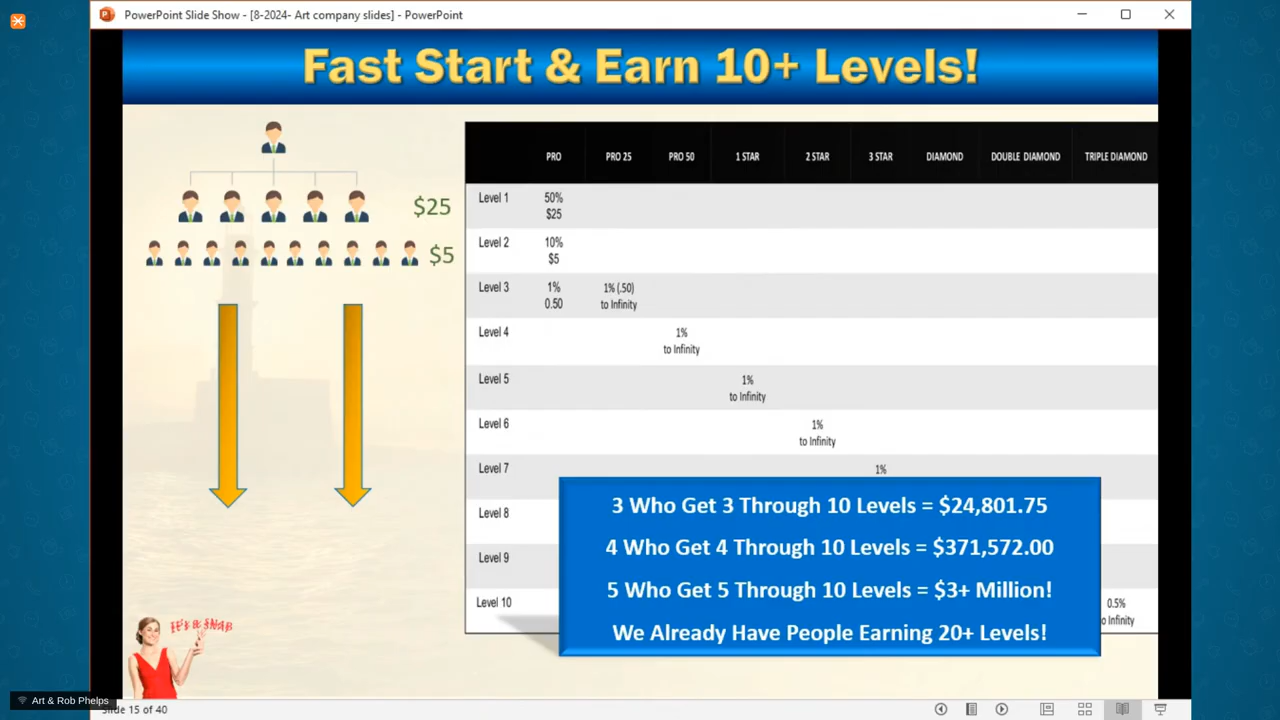 PowerPoint Slide Show - [8-2024- Art company slides] - PowerPoint
Fast Start & Earn 10+ Levels!
$25
$5
PRO PRO 25 PRO 50 1 STAR 2 STAR 3 STAR DIAMOND DOUBLE DIAMOND TRIPLE DIAMOND
Level 1 50%
$25
Level 2 10%
$5
Level 3 1% 1% (.50)
0.50 to Infinity
Level 4 1%
to Infinity
Level 5 1%
to Infinity
Level 6 1%
to Infinity
Level 7 1%
Level 8
Level 9
Level 10 0.5%
o Infinity
3 Who Get 3 Through 10 Levels = $24,801.75
4 Who Get 4 Through 10 Levels = $371,572.00
5 Who Get 5 Through 10 Levels = $3+ Million!
We Already Have People Earning 20+ Levels!
Art & Rob Phelps
Slide 15 of 40